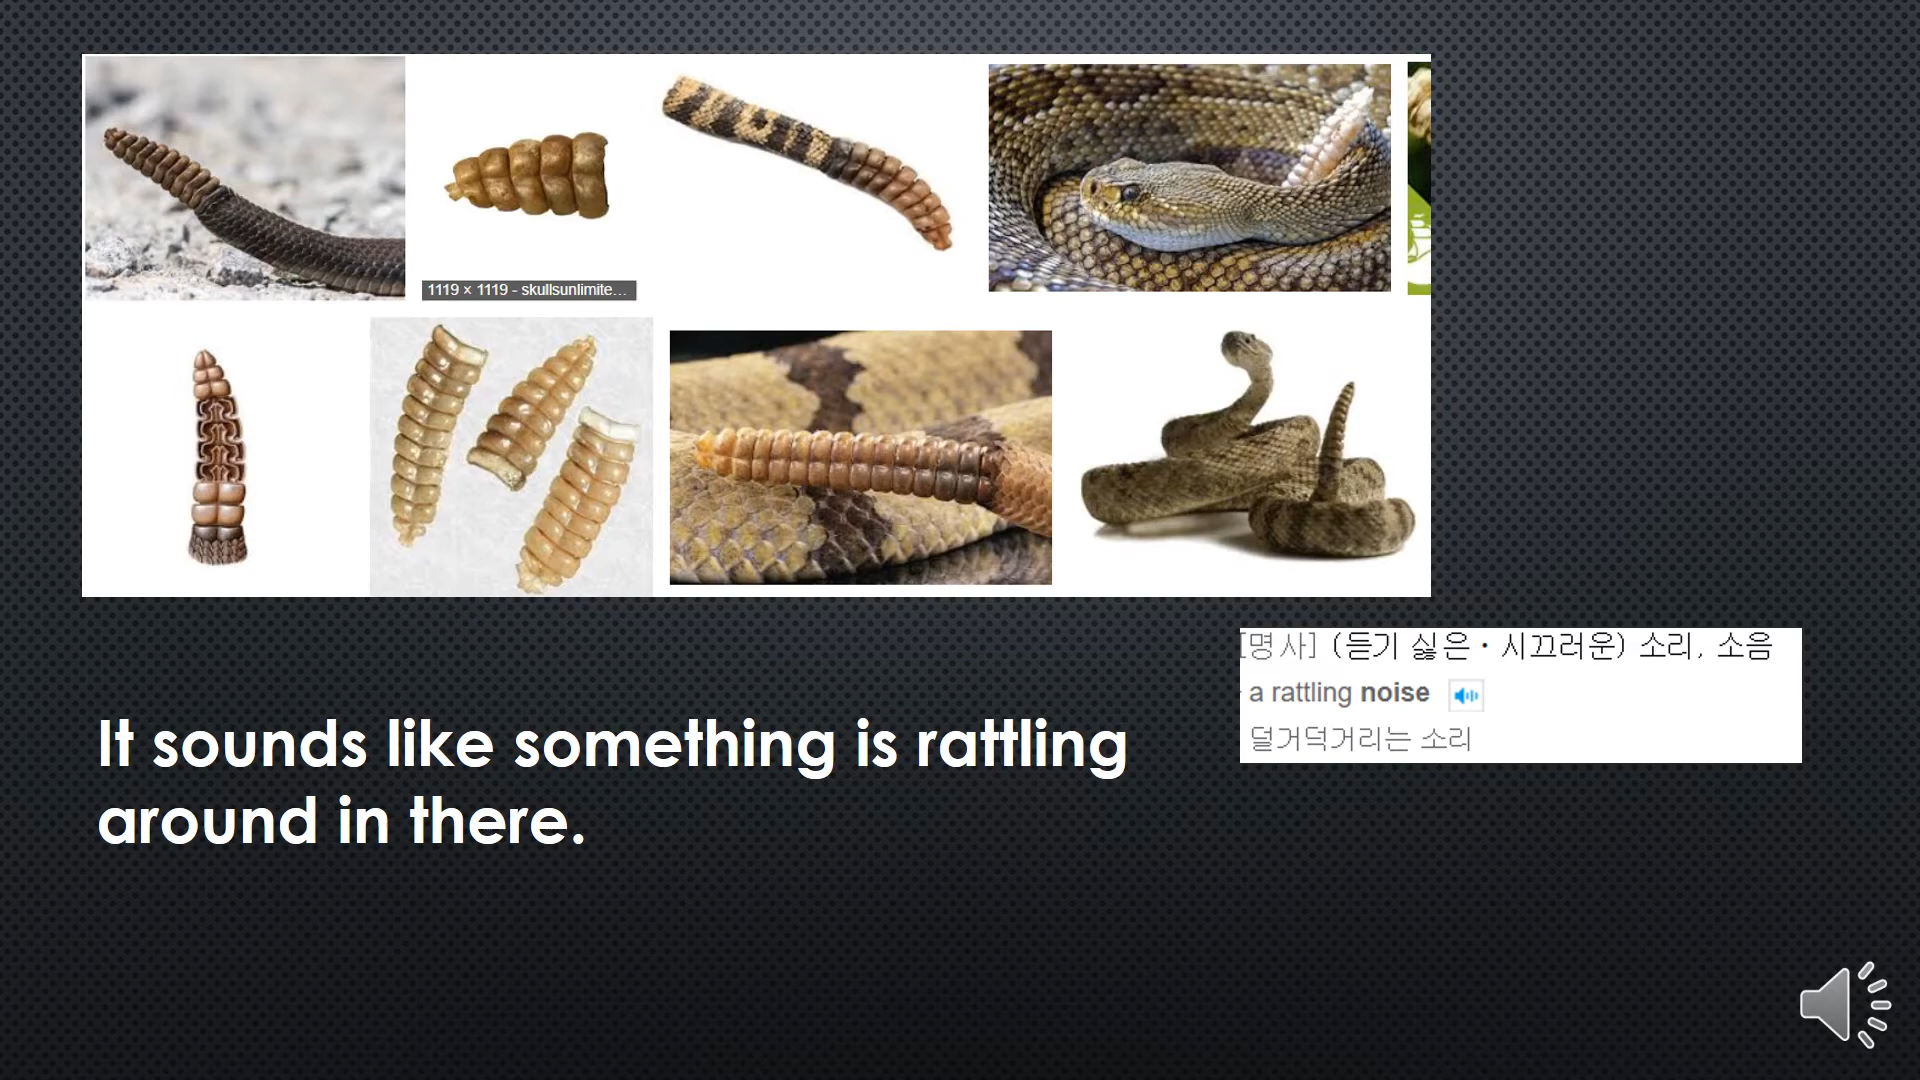 1119 × 1119 - skullsunlimite...
[명사] (듣기 싫은·시끄러운) 소리, 소음
a rattling noise
덜거덕거리는 소리
It sounds like something is rattling
around in there.